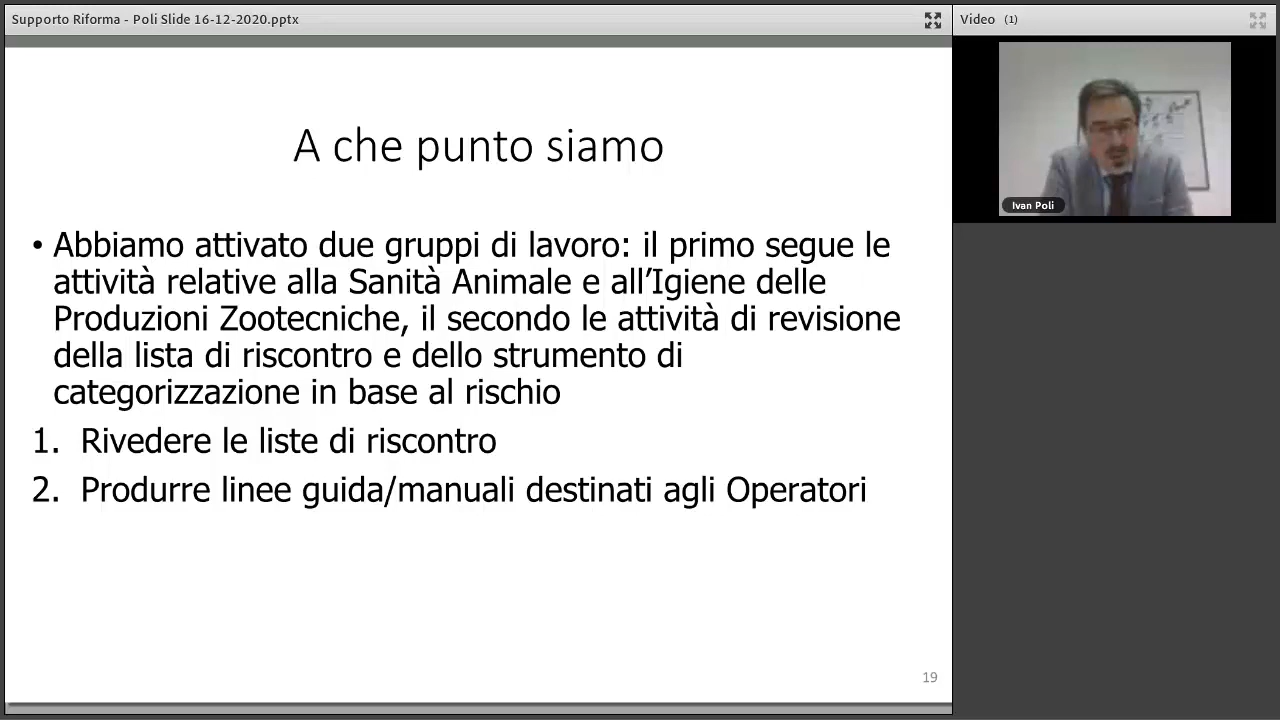 Supporto Riforma - Poli Slide 16-12-2020.pptx
Video (1)
Ivan Poli
A che punto siamo
• Abbiamo attivato due gruppi di lavoro: il primo segue le
attività relative alla Sanità Animale e all’Igiene delle
Produzioni Zootecniche, il secondo le attività di revisione
della lista di riscontro e dello strumento di
categorizzazione in base al rischio
1. Rivedere le liste di riscontro
2. Produrre linee guida/manuali destinati agli Operatori
19